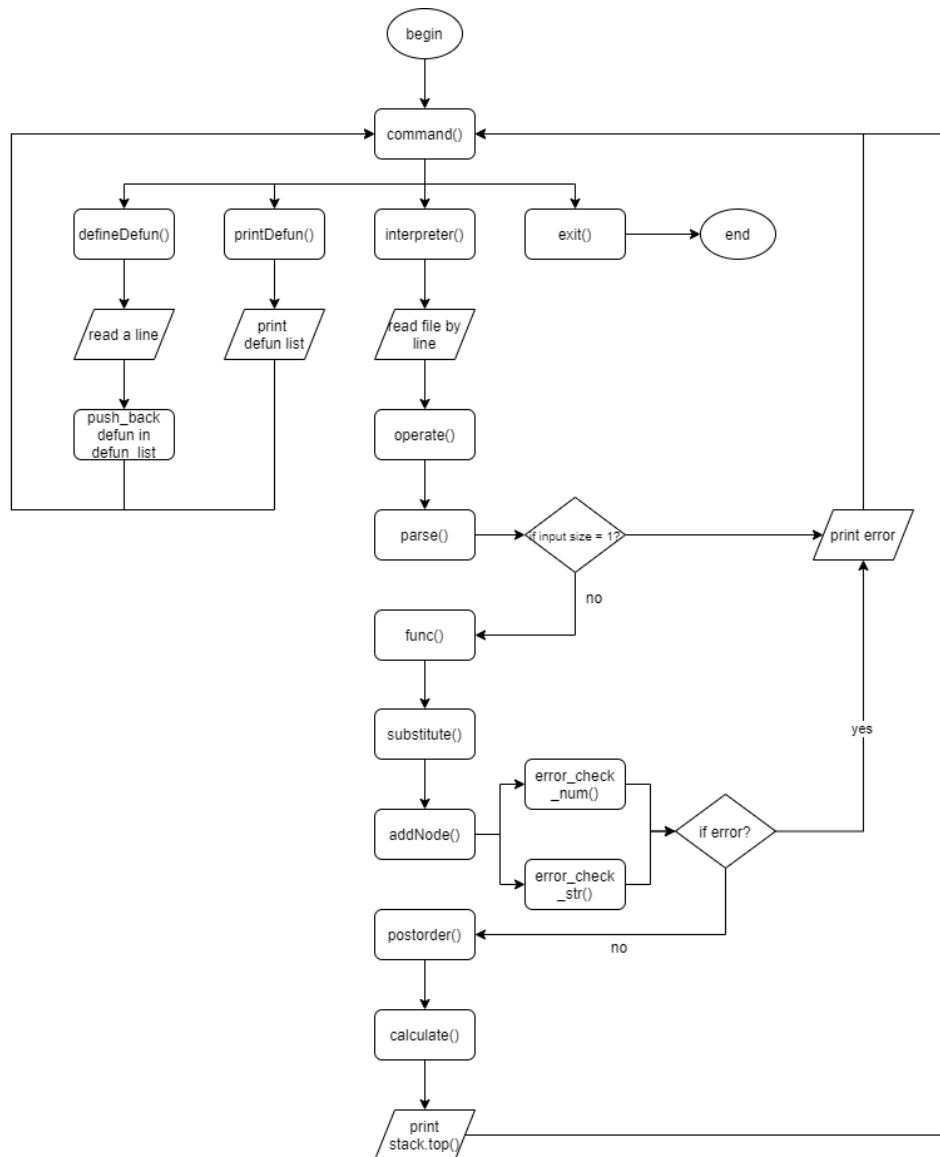 begin
command()
defineDefun()
printDefun()
interpreter()
exit()
end
read a line
print
defun list
read file by
line
push_back
defun in
defun_list
operate()
parse()
if input size = 1?
print error
no
func()
substitute()
yes
error_check
_num()
addNode()
if error?
error_check
_str()
postorder()
no
calculate()
print
stack.top()